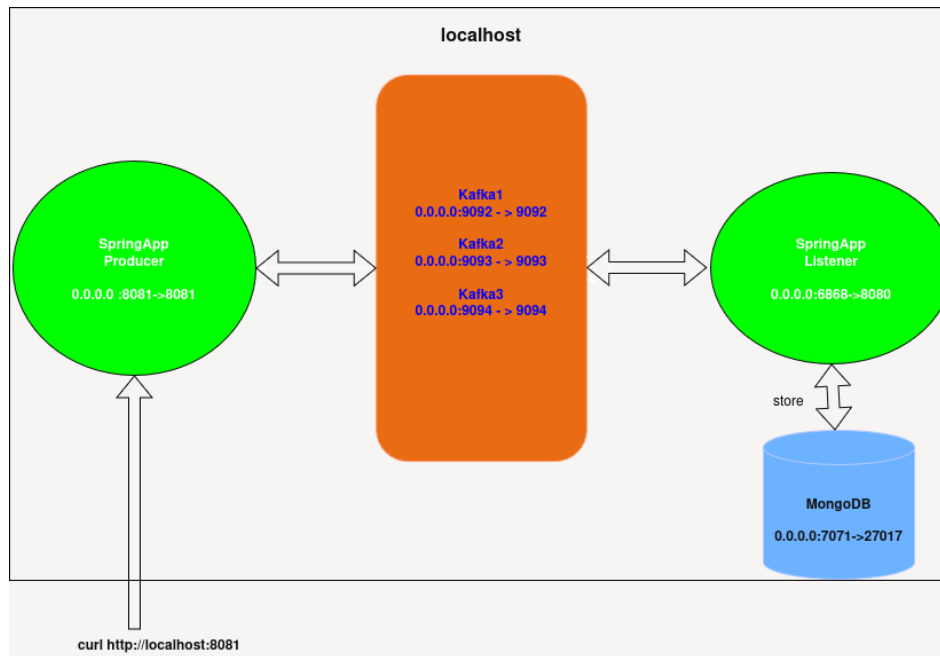 localhost
SpringApp
Producer
0.0.0.0 :8081->8081
Kafka1
0.0.0.0:9092 - > 9092
Kafka2
0.0.0.0:9093 - > 9093
Kafka3
0.0.0.0:9094 - > 9094
SpringApp
Listener
0.0.0.0:6868->8080
store
MongoDB
0.0.0.0:7071->27017
curl http://localhost:8081